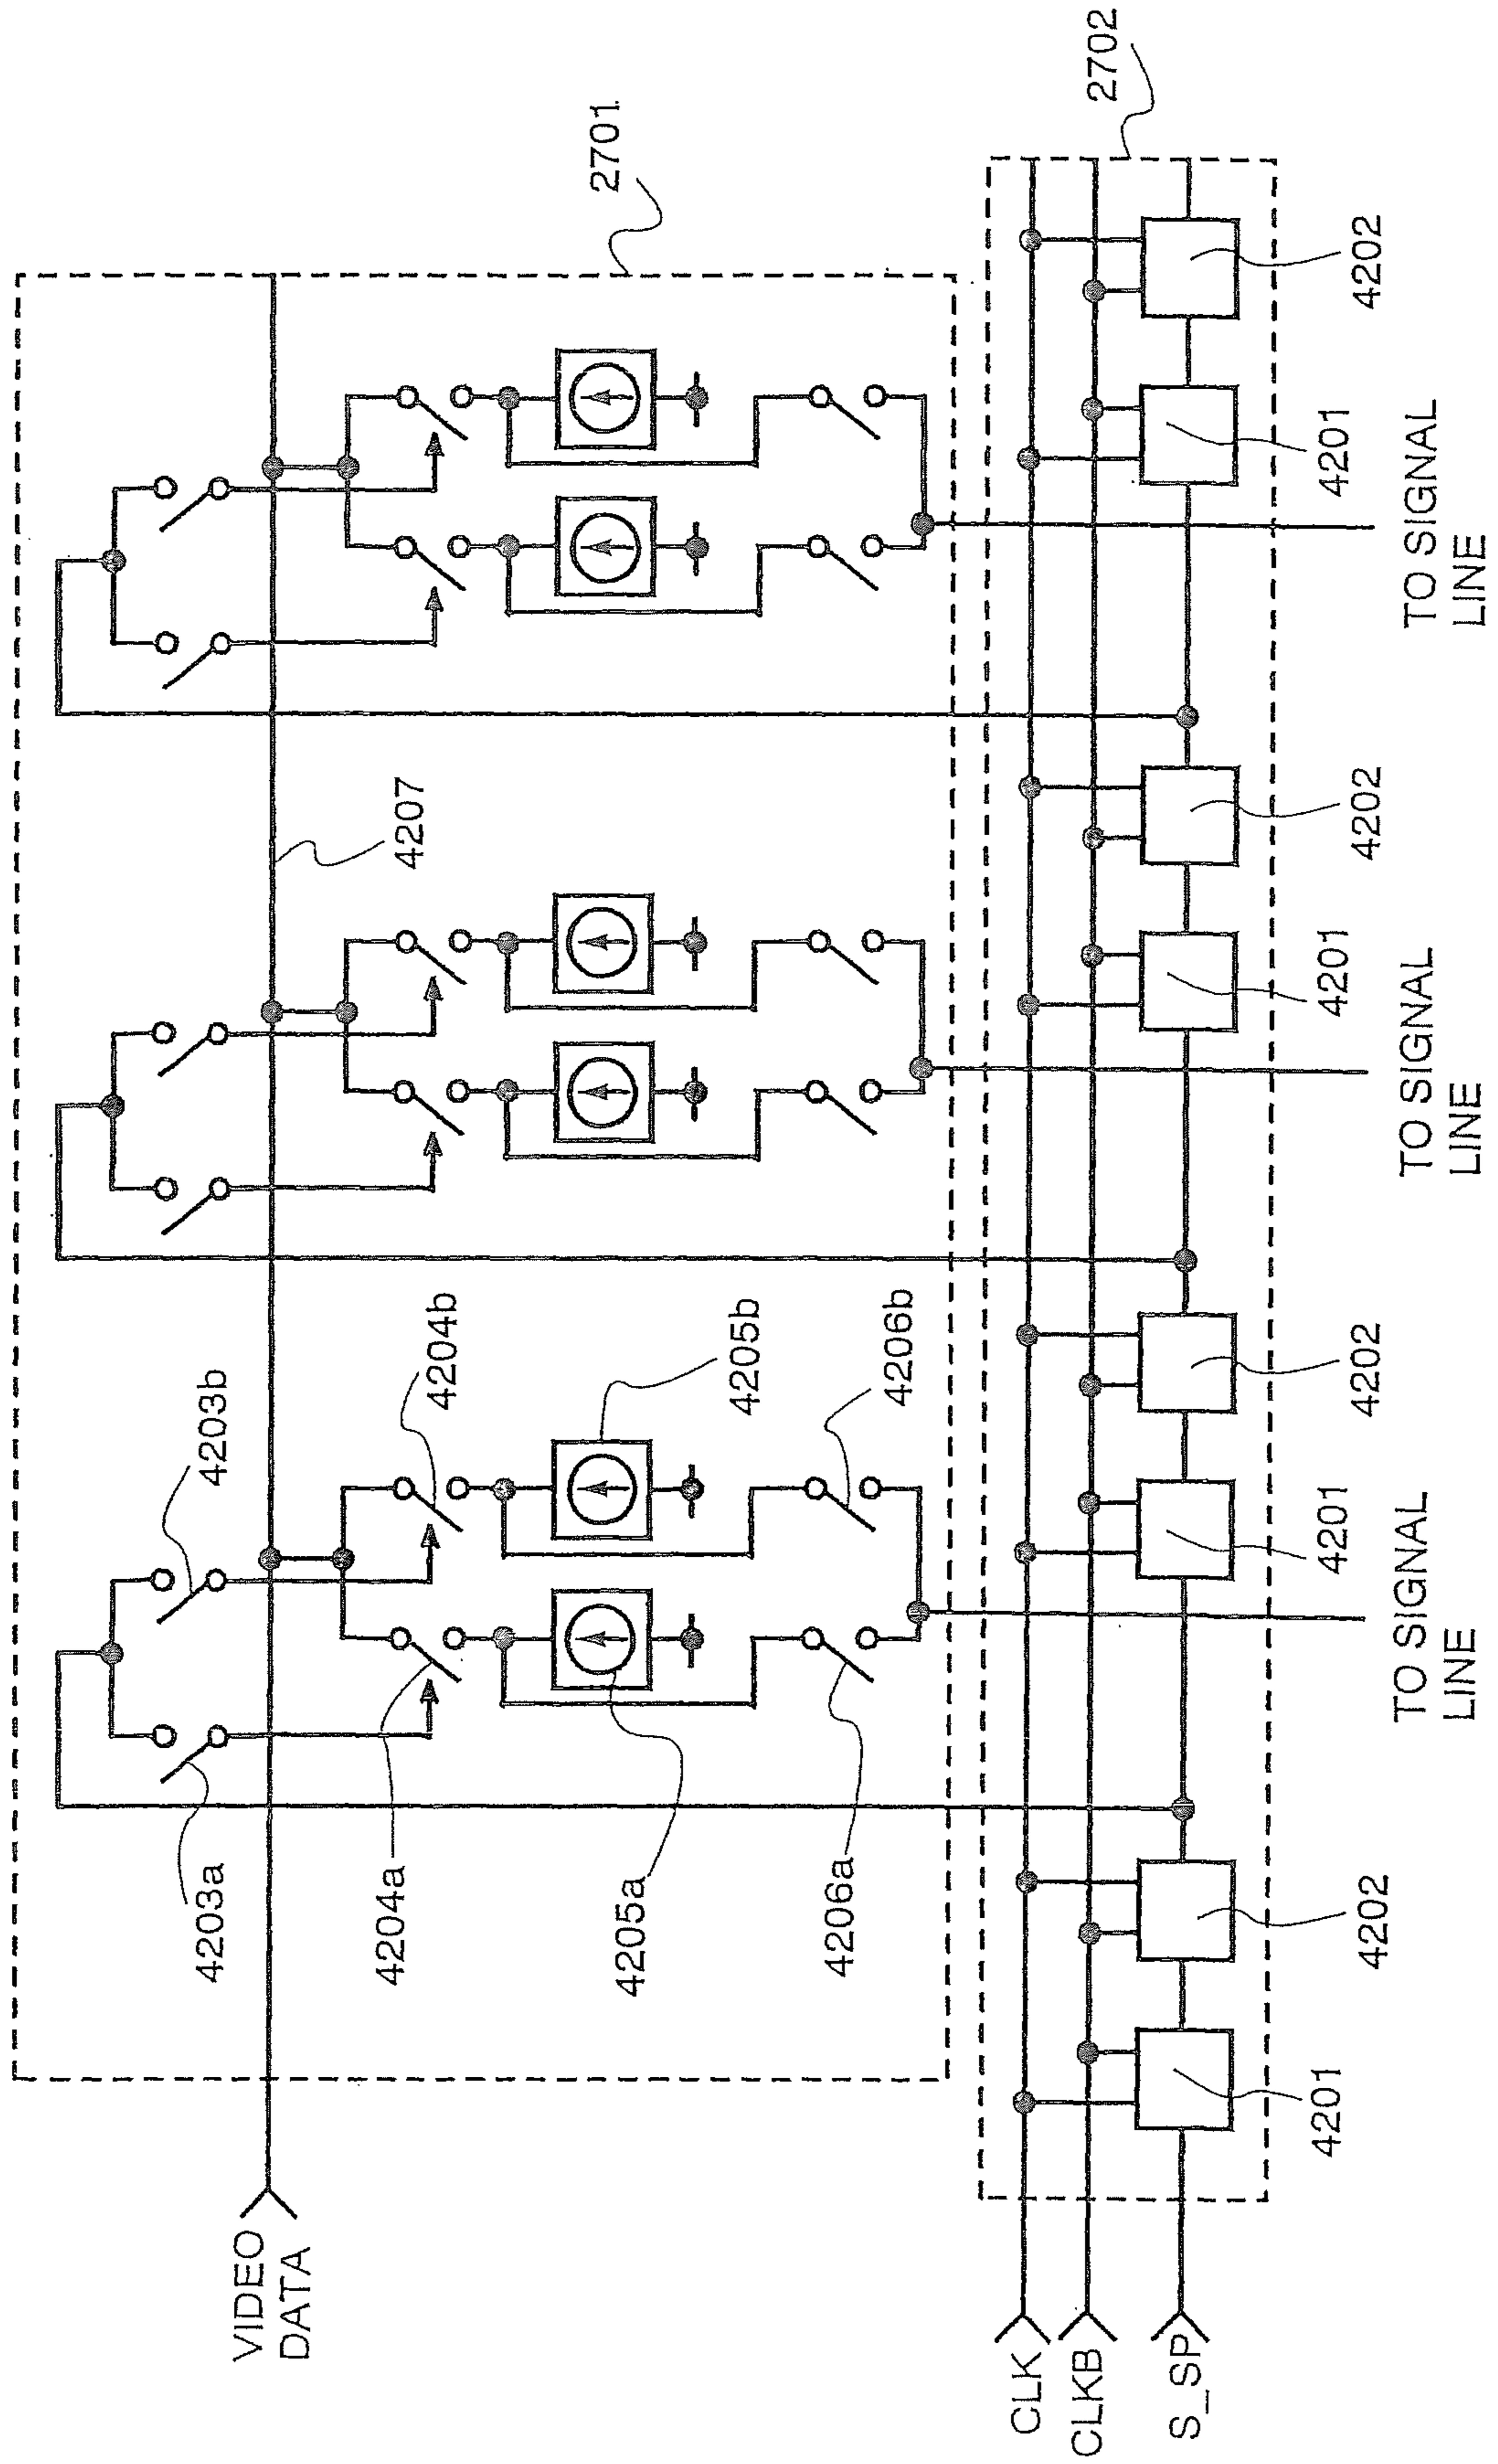 VIDEO
DATA
4203a
4203b
4204a
4204b
4205a
4205b
4206a
4206b
4207
2701
CLK
CLKB
S_SP
4201
4202
4201
4202
4201
4202
4201
4202
2702
TO SIGNAL
LINE
TO SIGNAL
LINE
TO SIGNAL
LINE